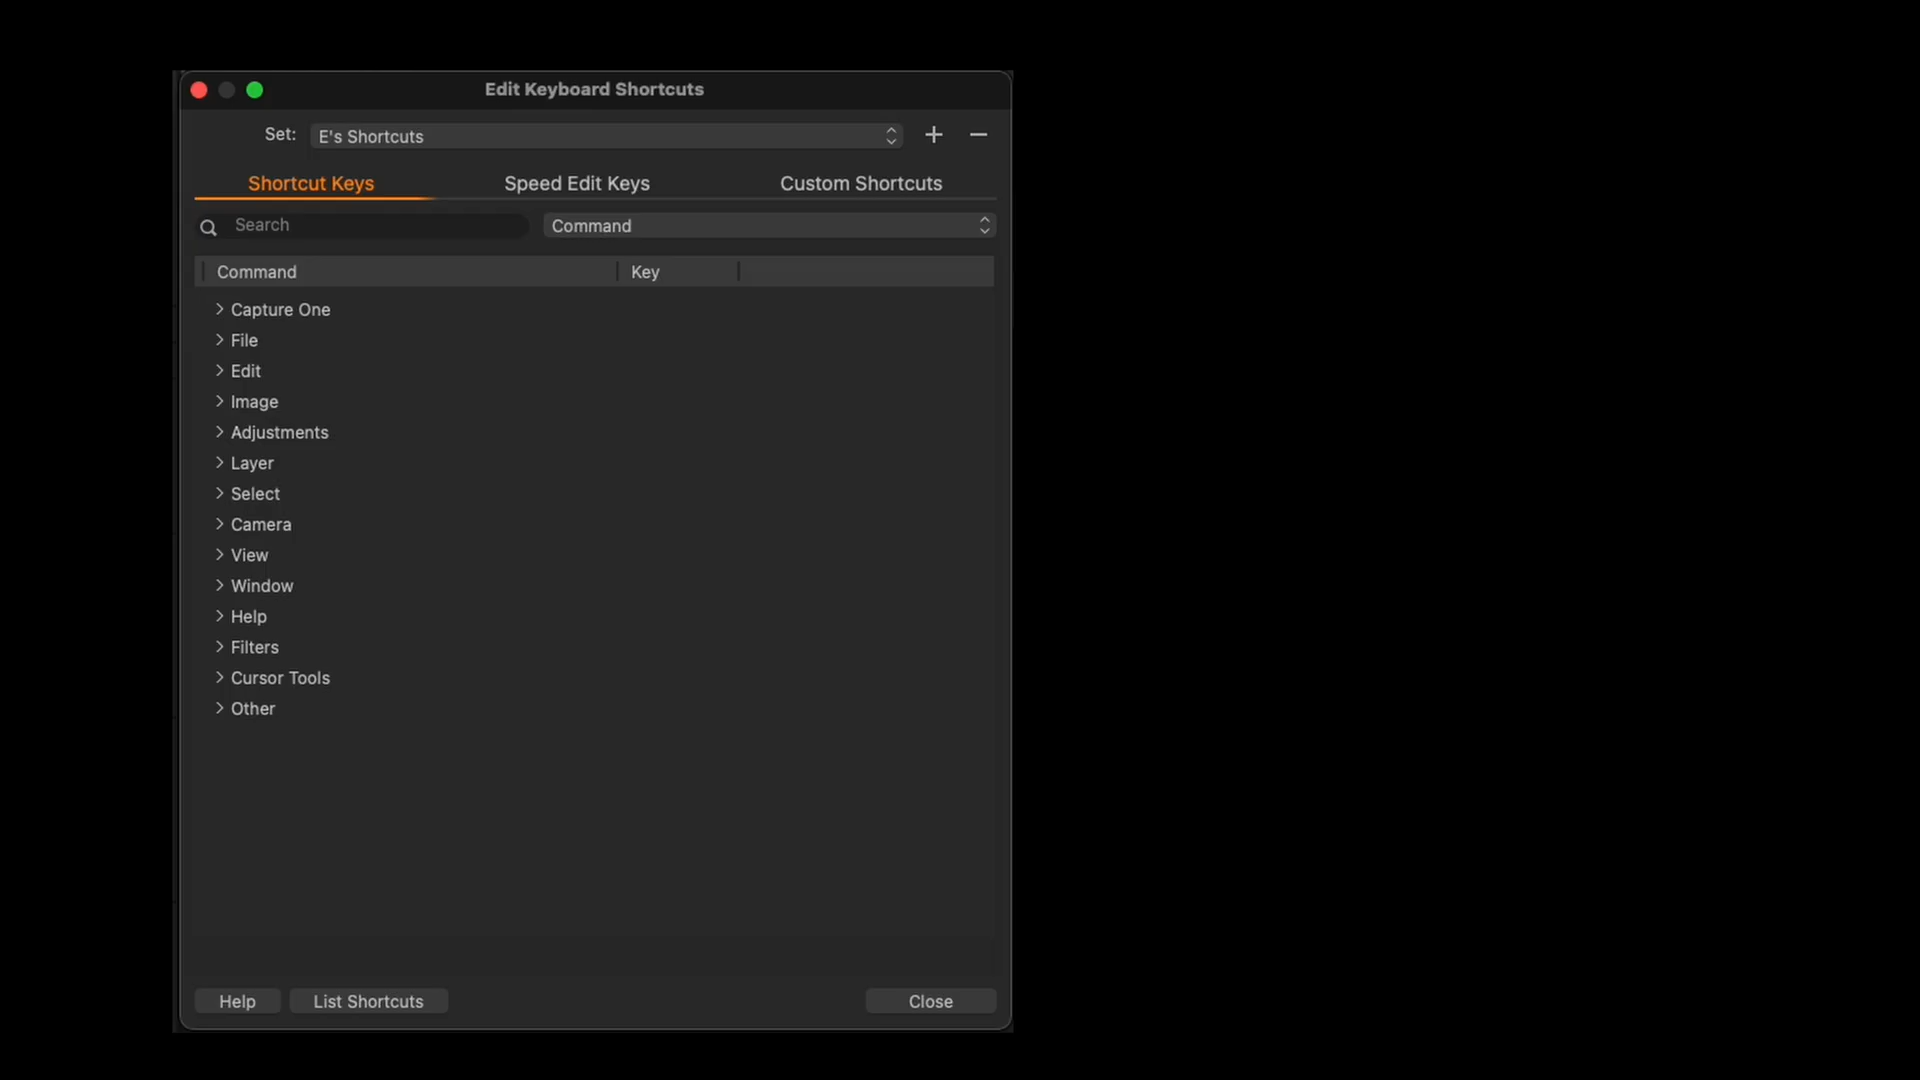 Edit Keyboard Shortcuts
Set: E's Shortcuts
Shortcut Keys Speed Edit Keys Custom Shortcuts
Search Command
Command Key
Capture One
File
Edit
Image
Adjustments
Layer
Select
Camera
View
Window
Help
Filters
Cursor Tools
Other
Help List Shortcuts Close